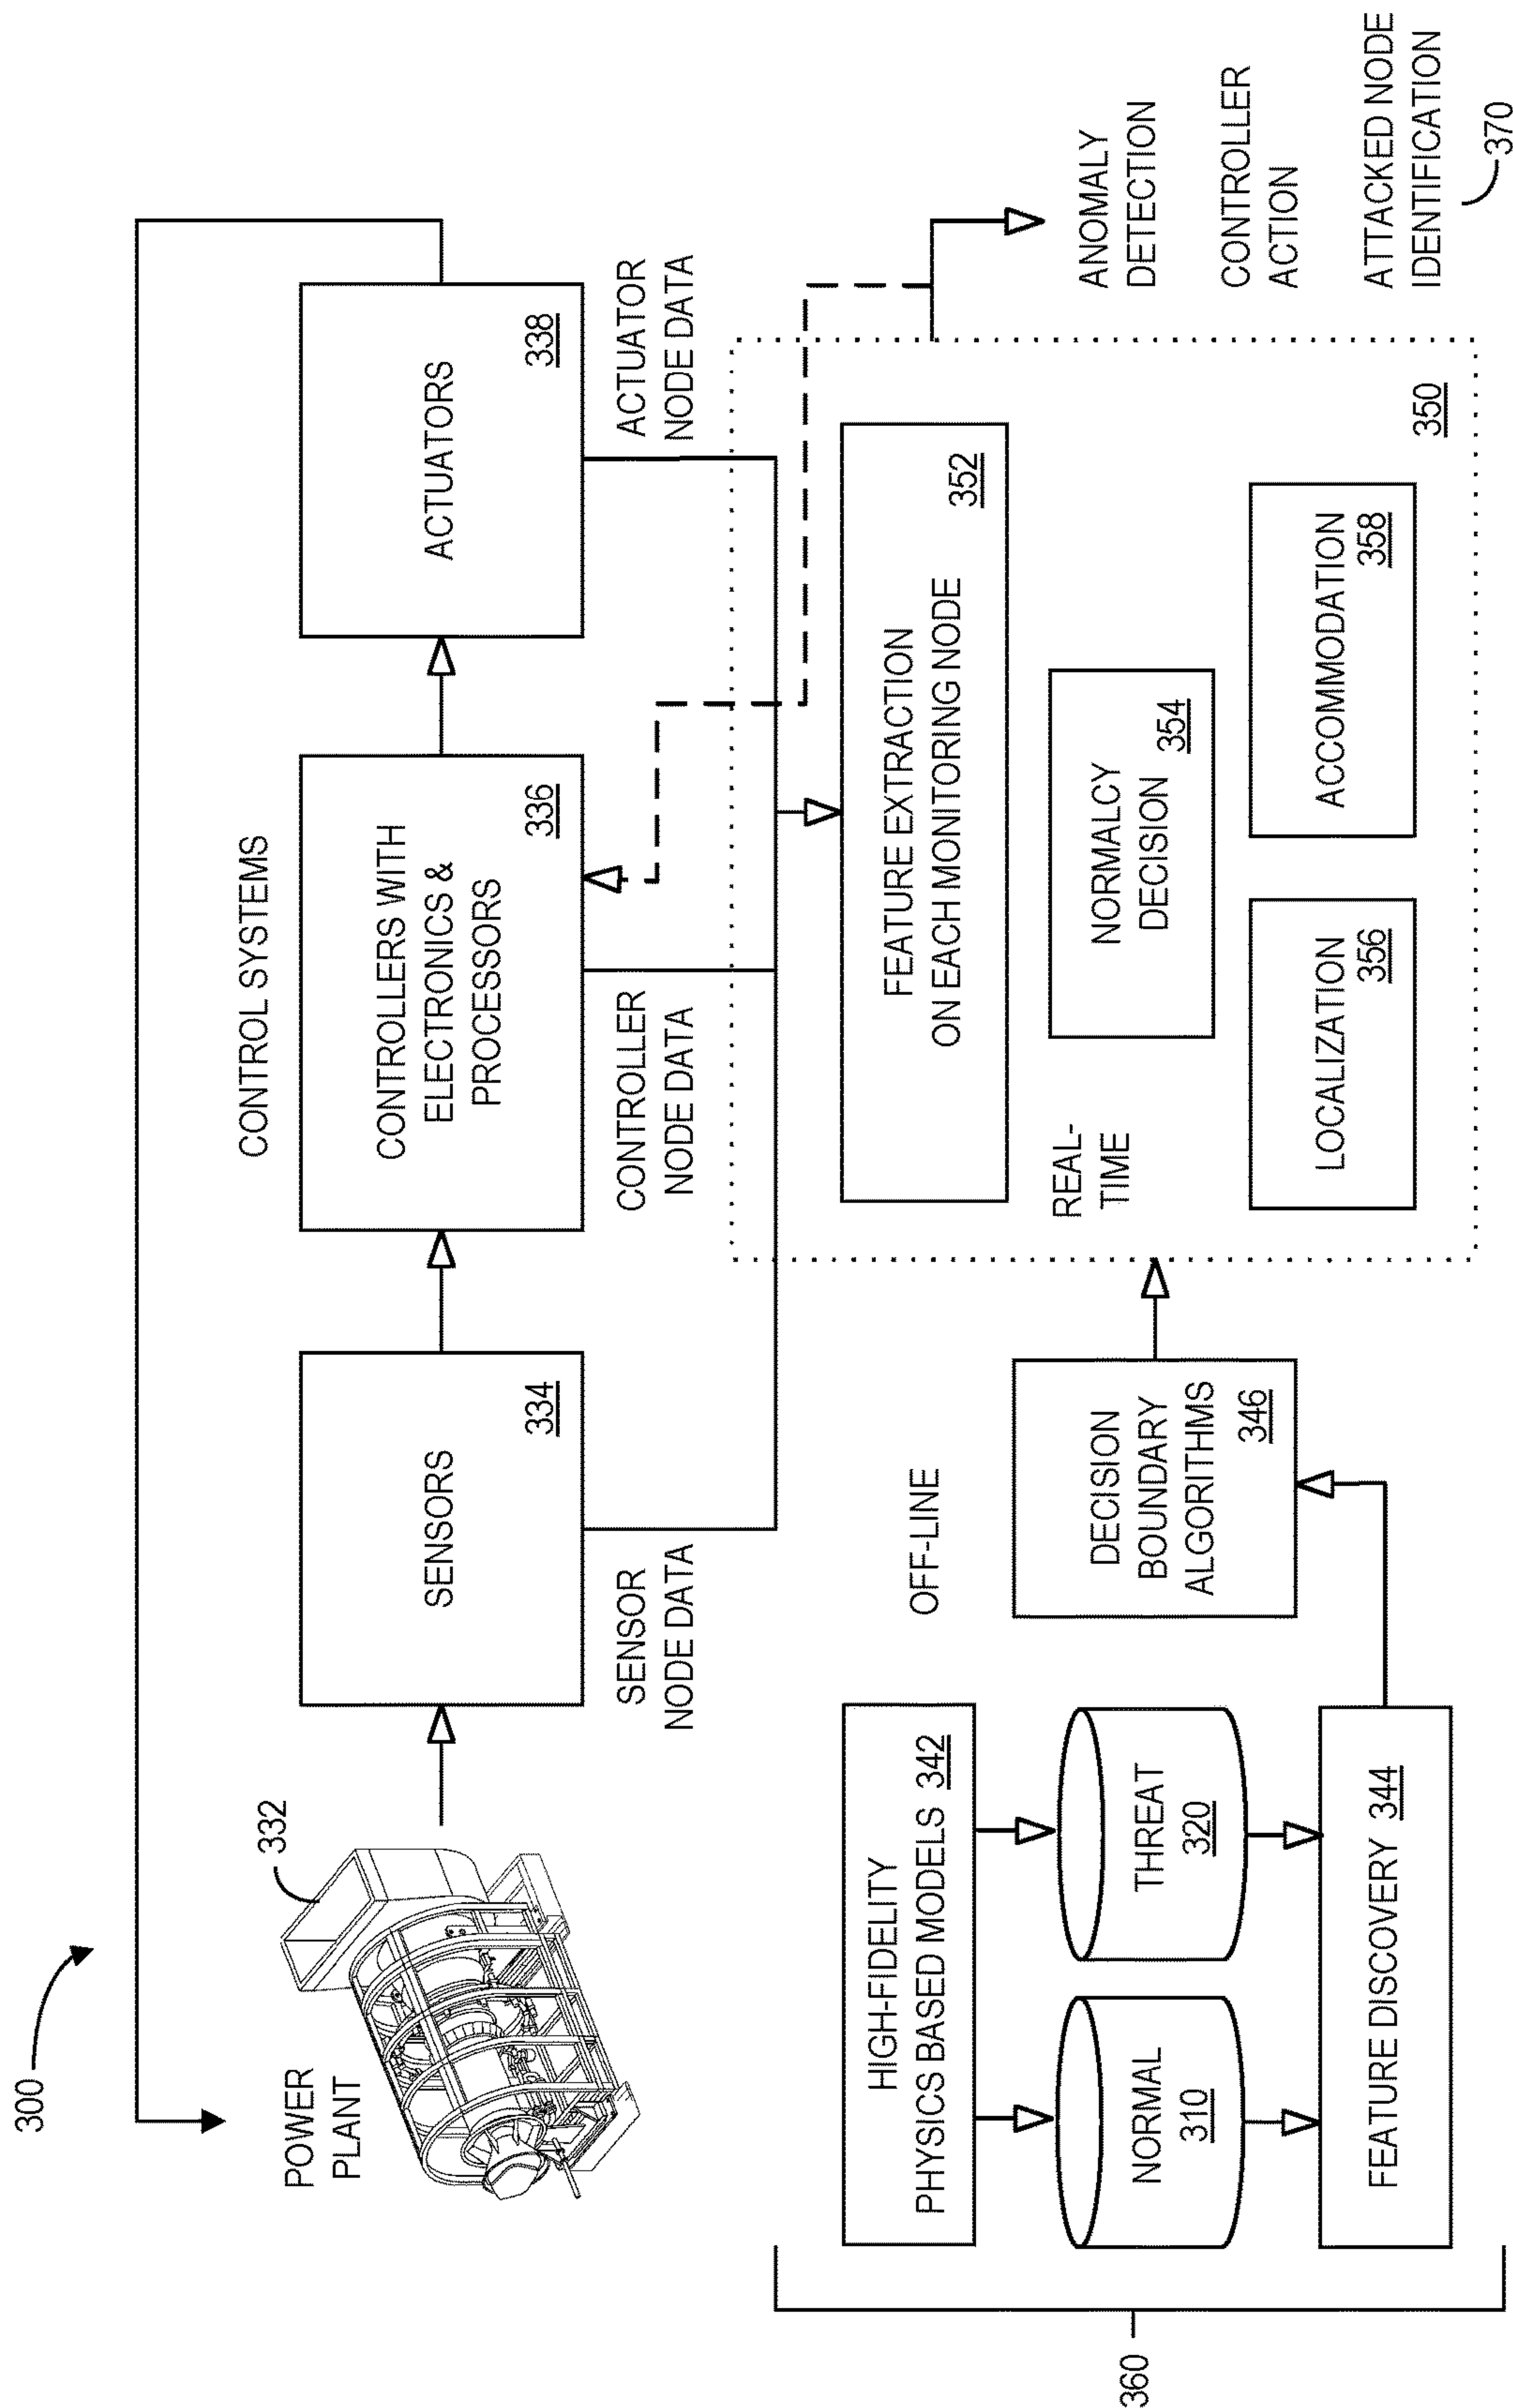 300
POWER
PLANT
332
CONTROL SYSTEMS
SENSORS
334
CONTROLLERS WITH
ELECTRONICS &
PROCESSORS
336
ACTUATORS
338
SENSOR
NODE DATA
CONTROLLER
NODE DATA
ACTUATOR
NODE DATA
HIGH-FIDELITY
PHYSICS BASED MODELS 342
NORMAL
310
THREAT
320
FEATURE DISCOVERY 344
360
OFF-LINE
DECISION
BOUNDARY
ALGORITHMS
346
FEATURE EXTRACTION
ON EACH MONITORING NODE
352
REAL-
TIME
NORMALCY
DECISION
354
LOCALIZATION
356
ACCOMMODATION
358
350
ANOMALY
DETECTION
CONTROLLER
ACTION
ATTACKED NODE
IDENTIFICATION
370